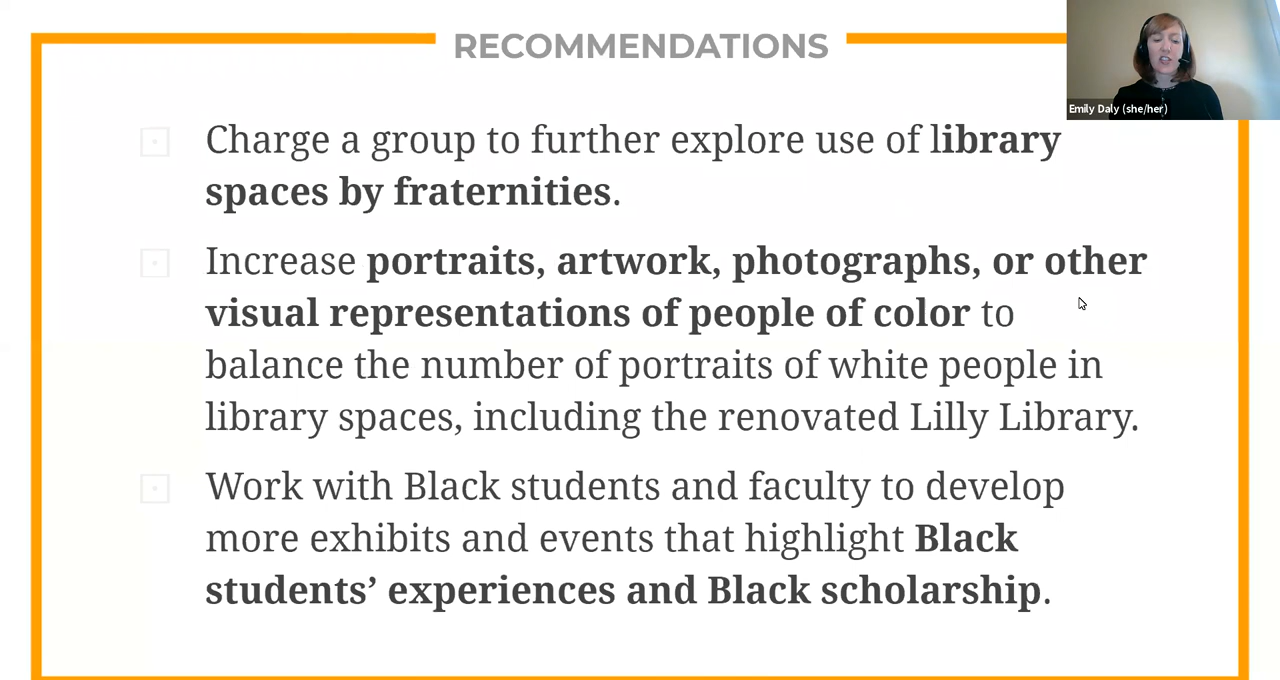 RECOMMENDATIONS
Emily Daly (she/her)
Charge a group to further explore use of library
spaces by fraternities.
Increase portraits, artwork, photographs, or other
visual representations of people of color to
balance the number of portraits of white people in
library spaces, including the renovated Lilly Library.
Work with Black students and faculty to develop
more exhibits and events that highlight Black
students’ experiences and Black scholarship.